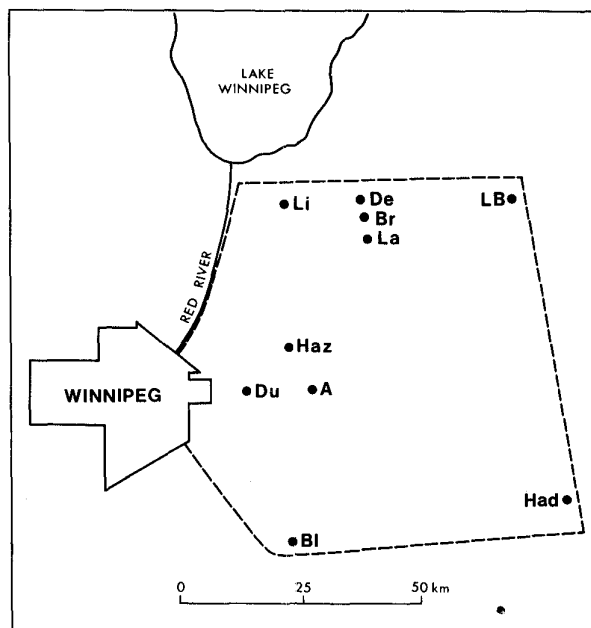 LAKE
WINNIPEG
Li
De
LB
Br
La
RED RIVER
Haz
WINNIPEG
Du
A
Had
Bl
0 25 50 km